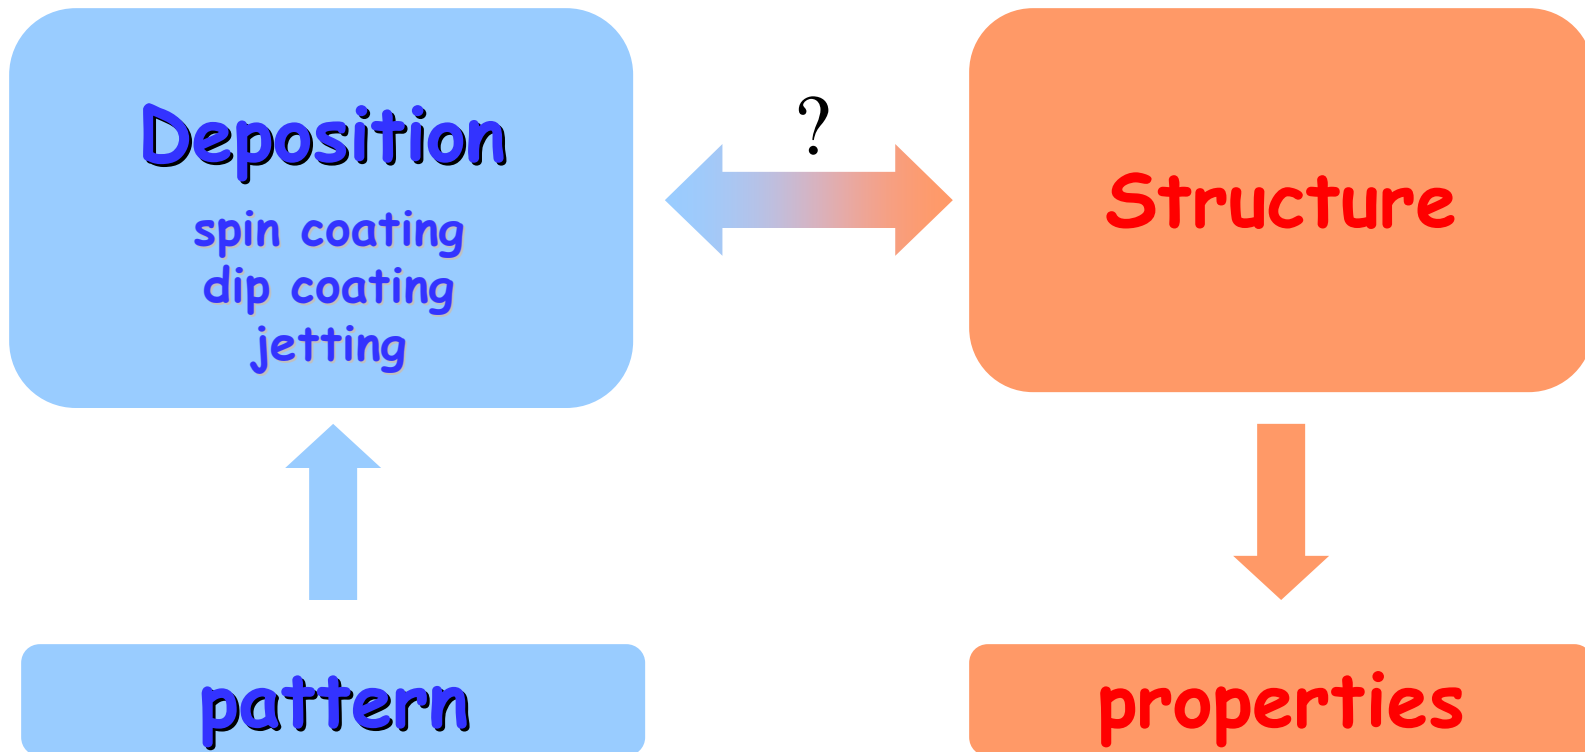 Deposition
spin coating
dip coating
jetting
?
Structure
pattern
properties